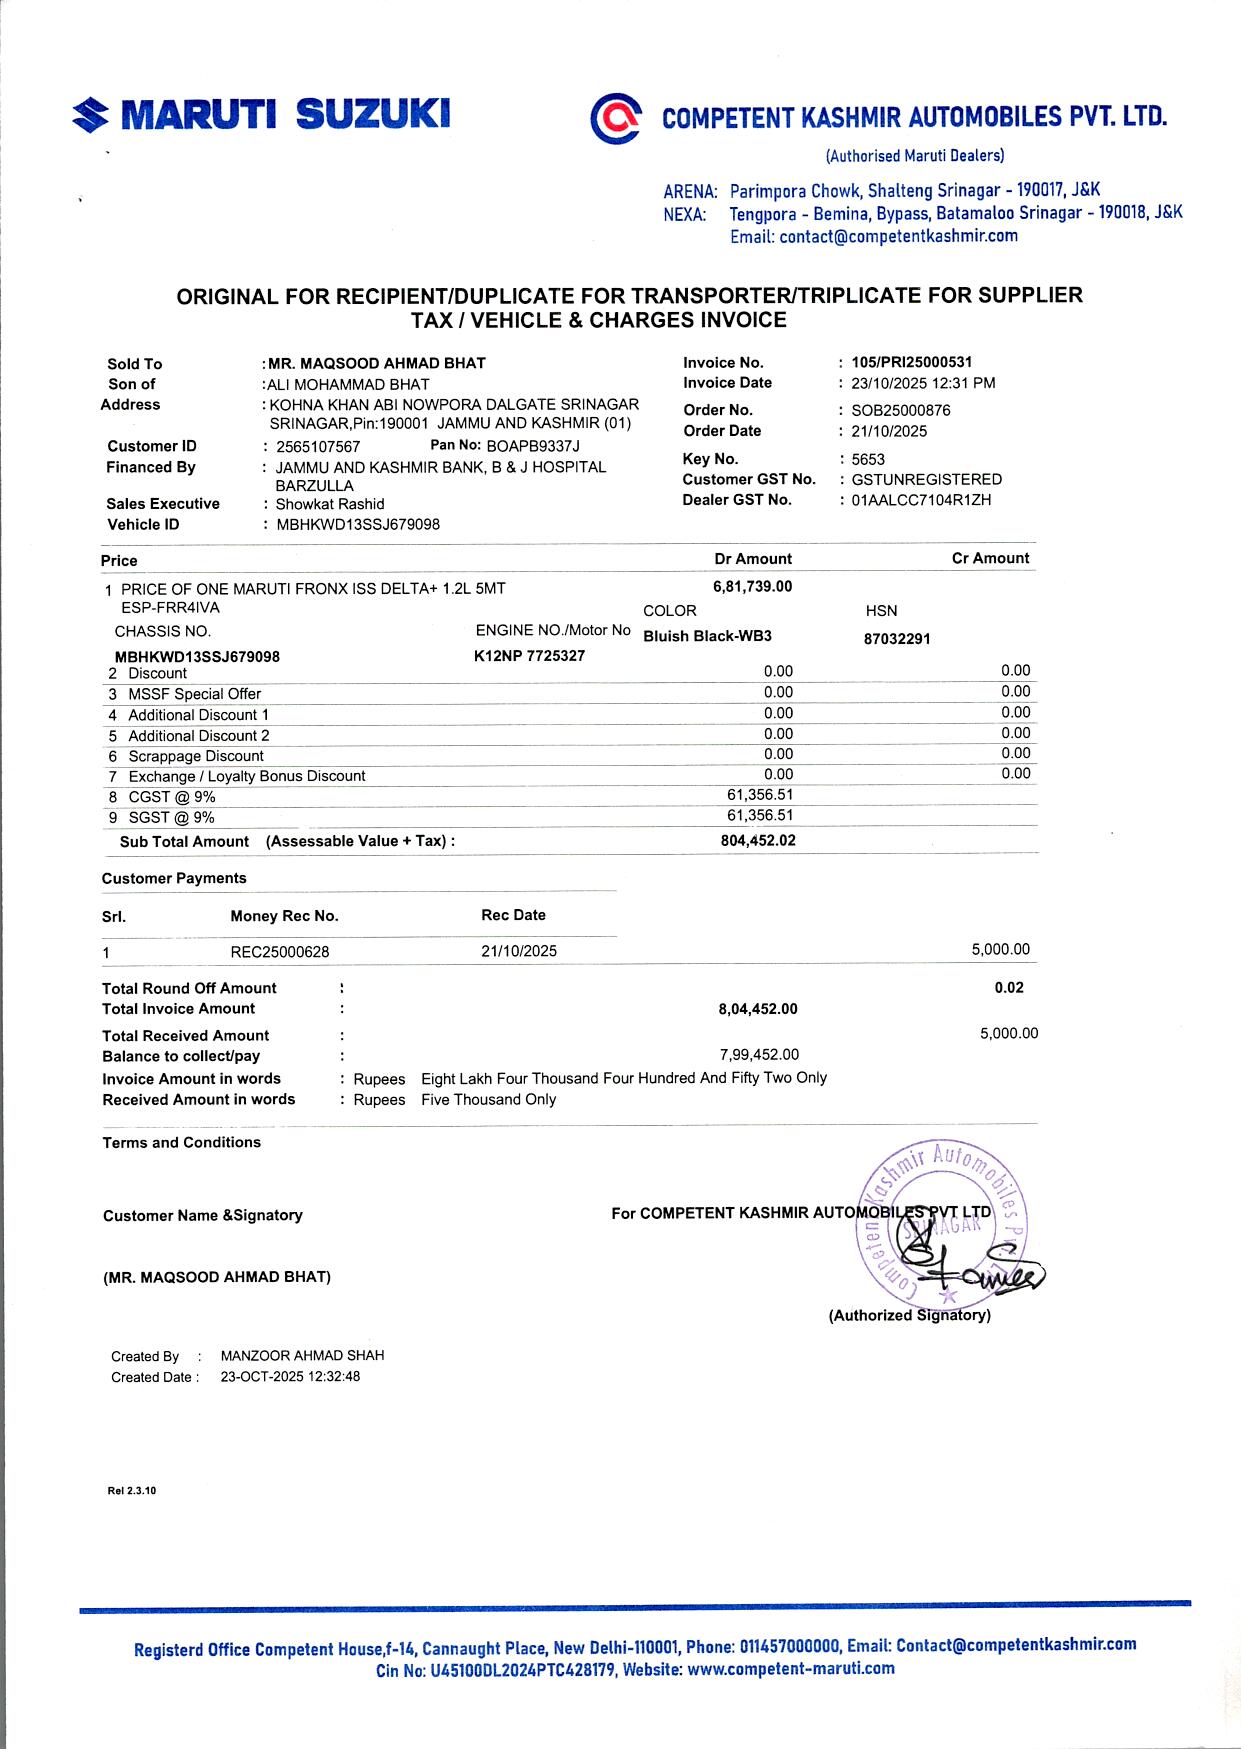 MARUTI SUZUKI
COMPETENT KASHMIR AUTOMOBILES PVT. LTD.
(Authorised Maruti Dealers)
ARENA: Parimpora Chowk, Shalteng Srinagar - 190017, J&K
NEXA: Tengpora - Bemina, Bypass, Batamaloo Srinagar - 190018, J&K
Email: contact@competentkashmir.com
ORIGINAL FOR RECIPIENT/DUPLICATE FOR TRANSPORTER/TRIPLICATE FOR SUPPLIER
TAX / VEHICLE & CHARGES INVOICE
Sold To : MR. MAQSOOD AHMAD BHAT
Son of : ALI MOHAMMAD BHAT
Address : KOHNA KHAN ABI NOWPORA DALGATE SRINAGAR
SRINAGAR,Pin:190001 JAMMU AND KASHMIR (01)
Customer ID : 2565107567 Pan No: BOAPB9337J
Financed By : JAMMU AND KASHMIR BANK, B & J HOSPITAL
BARZULLA
Sales Executive : Showkat Rashid
Vehicle ID : MBHKWD13SSJ679098
Invoice No. : 105/PRI25000531
Invoice Date : 23/10/2025 12:31 PM
Order No. : SOB25000876
Order Date : 21/10/2025
Key No. : 5653
Customer GST No. : GSTUNREGISTERED
Dealer GST No. : 01AALCC7104R1ZH
Price Dr Amount Cr Amount
1 PRICE OF ONE MARUTI FRONX ISS DELTA+ 1.2L 5MT 6,81,739.00
ESP-FRR4IVA COLOR HSN
CHASSIS NO. ENGINE NO./Motor No Bluish Black-WB3 87032291
MBHKWD13SSJ679098 K12NP 7725327
2 Discount 0.00 0.00
3 MSSF Special Offer 0.00 0.00
4 Additional Discount 1 0.00 0.00
5 Additional Discount 2 0.00 0.00
6 Scrappage Discount 0.00 0.00
7 Exchange / Loyalty Bonus Discount 0.00 0.00
8 CGST @ 9% 61,356.51
9 SGST @ 9% 61,356.51
Sub Total Amount (Assessable Value + Tax) : 804,452.02
Customer Payments
Srl. Money Rec No. Rec Date
1 REC25000628 21/10/2025 5,000.00
Total Round Off Amount : 0.02
Total Invoice Amount : 8,04,452.00
Total Received Amount : 5,000.00
Balance to collect/pay : 7,99,452.00
Invoice Amount in words : Rupees Eight Lakh Four Thousand Four Hundred And Fifty Two Only
Received Amount in words : Rupees Five Thousand Only
Terms and Conditions
Customer Name &Signatory
For COMPETENT KASHMIR AUTOMOBILES PVT LTD
Competent Kashmir Automobiles Pvt. Ltd.
SRINAGAR
(MR. MAQSOOD AHMAD BHAT)
(Authorized Signatory)
Created By : MANZOOR AHMAD SHAH
Created Date : 23-OCT-2025 12:32:48
Rel 2.3.10
Registerd Office Competent House,f-14, Cannaught Place, New Delhi-110001, Phone: 011457000000, Email: Contact@competentkashmir.com
Cin No: U45100DL2024PTC428179, Website: www.competent-maruti.com